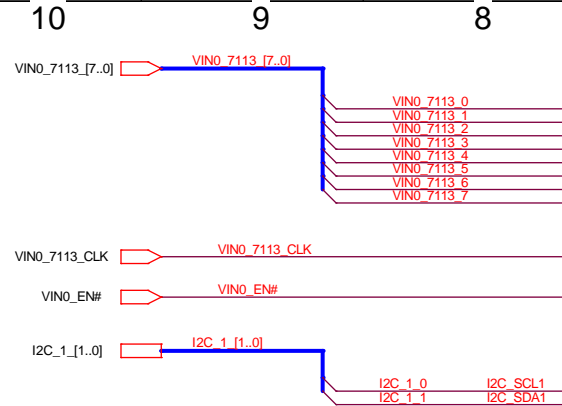 10 9 8
VIN0_7113_[7..0] VIN0_7113_[7..0]
VIN0_7113_0
VIN0_7113_1
VIN0_7113_2
VIN0_7113_3
VIN0_7113_4
VIN0_7113_5
VIN0_7113_6
VIN0_7113_7
VIN0_7113_CLK VIN0_7113_CLK
VIN0_EN# VIN0_EN#
I2C_1_[1..0] I2C_1_[1..0]
I2C_1_0 I2C_SCL1
I2C_1_1 I2C_SDA1